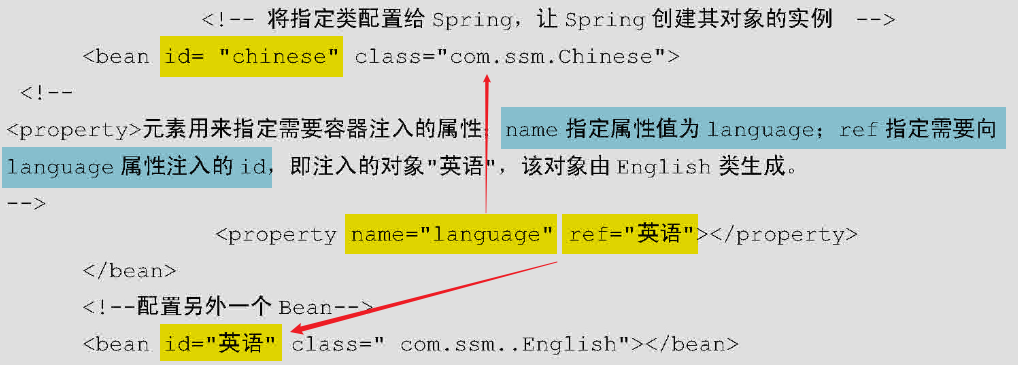 <!-- 将指定类配置给 Spring，让 Spring 创建其对象的实例 -->
<bean id= "chinese" class="com.ssm.Chinese">
<!--
<property>元素用来指定需要容器注入的属性；name 指定属性值为 language；ref 指定需要向
language 属性注入的 id，即注入的对象"英语"，该对象由 English 类生成。
-->
<property name="language" ref="英语"></property>
</bean>
<!--配置另外一个 Bean-->
<bean id="英语" class=" com.ssm..English"></bean>